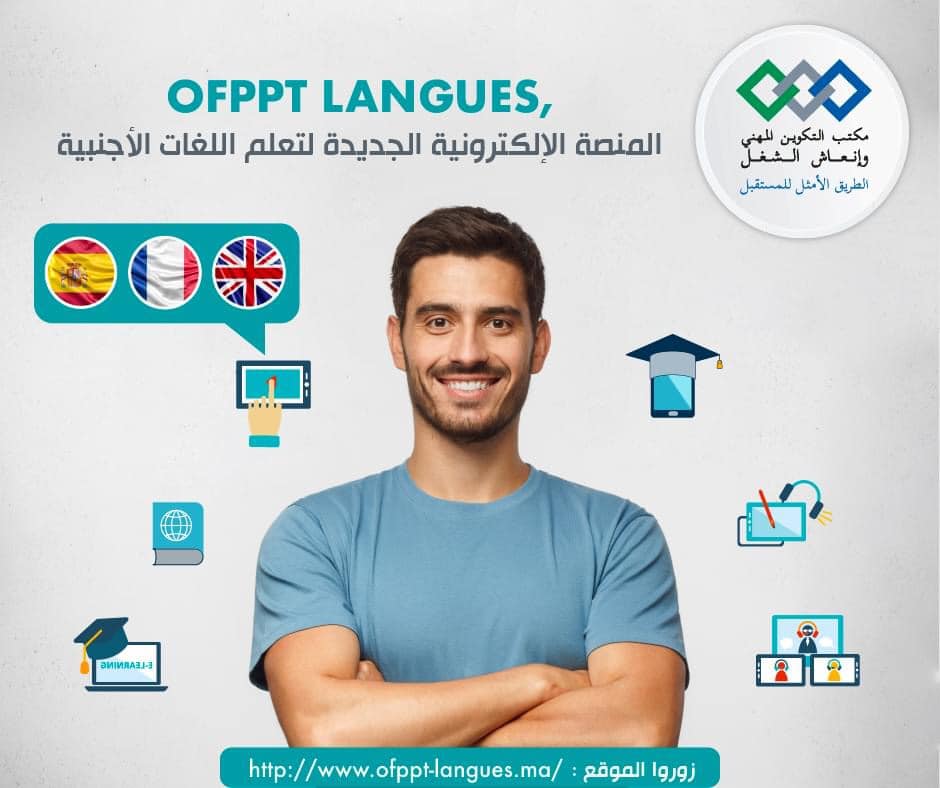 OFPPT LANGUES,
المنصة الإلكترونية الجديدة لتعلم اللغات الأجنبية
مكتب التكوين المهني
وإنعاش الشغل
الطريق الأمثل للمستقبل
E-LEARNING
زوروا الموقع : http://www.ofppt-langues.ma/